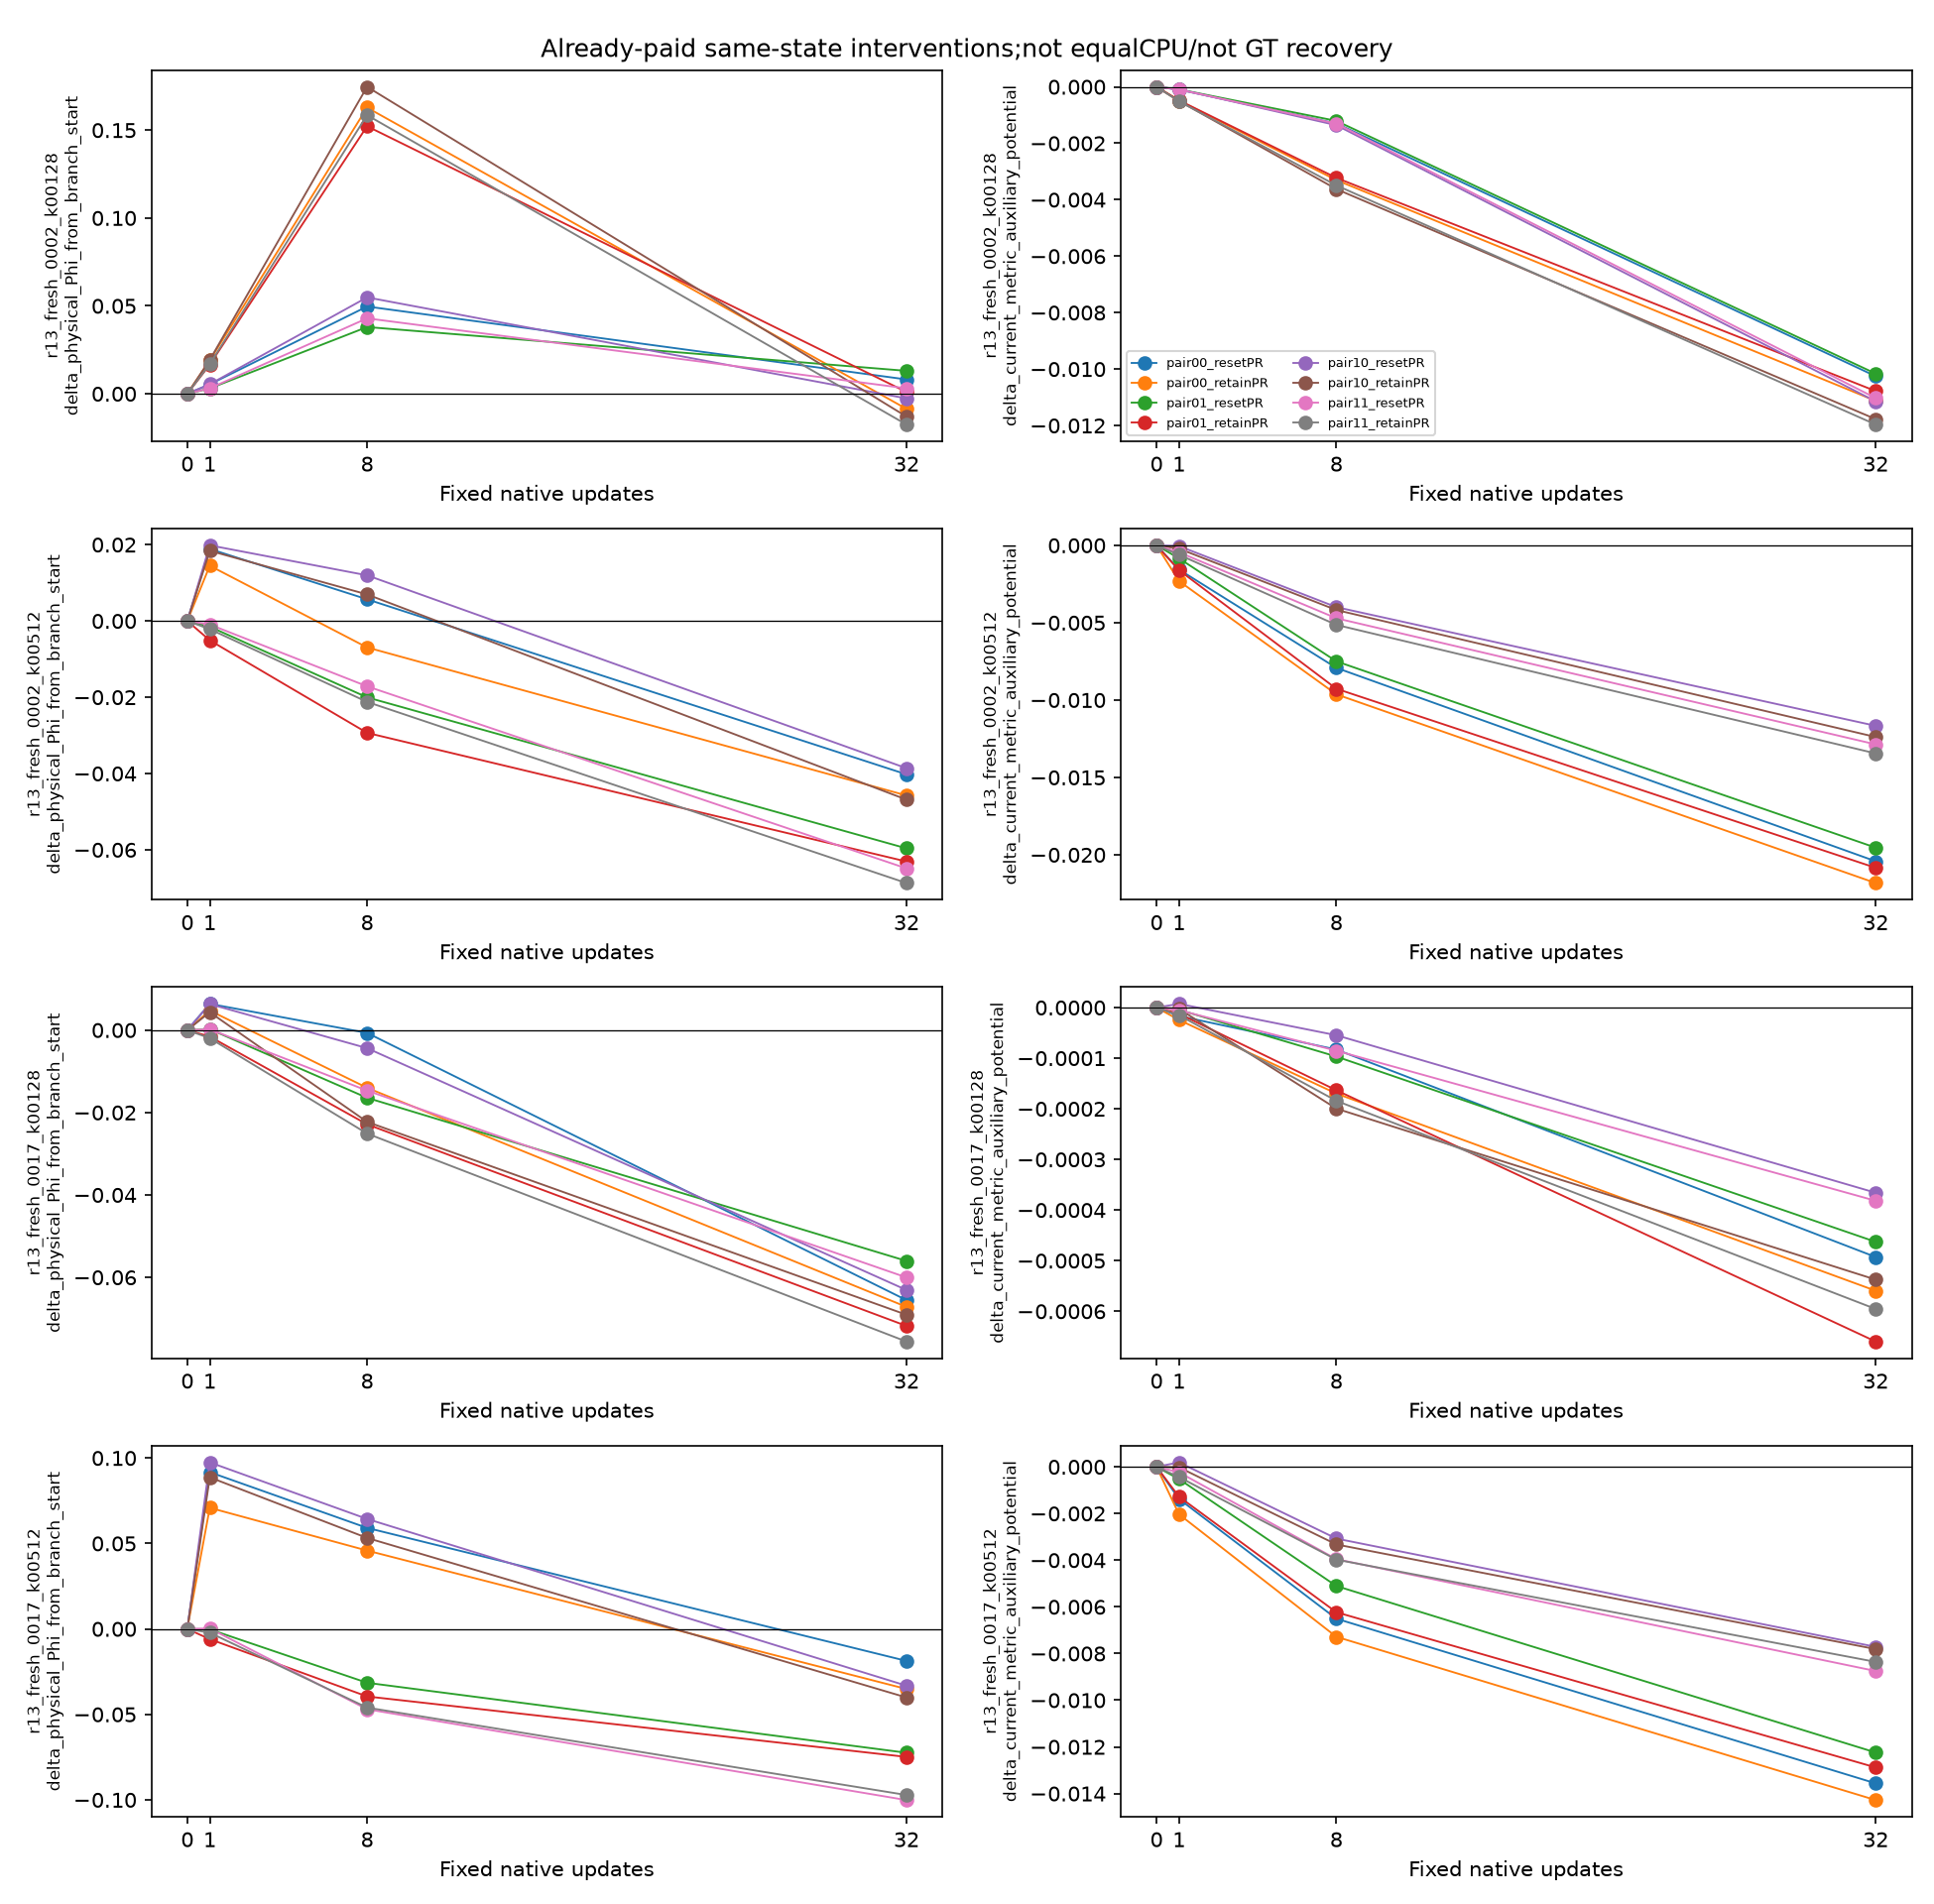 Already-paid same-state interventions;not equalCPU/not GT recovery
r13_fresh_0002_k00128
delta_physical_Phi_from_branch_start
0.15
0.10
0.05
0.00
0 1 8 32
Fixed native updates
r13_fresh_0002_k00128
delta_current_metric_auxiliary_potential
0.000
−0.002
−0.004
−0.006
−0.008
−0.010
−0.012
pair00_resetPR
pair00_retainPR
pair01_resetPR
pair01_retainPR
pair10_resetPR
pair10_retainPR
pair11_resetPR
pair11_retainPR
0 1 8 32
Fixed native updates
r13_fresh_0002_k00512
delta_physical_Phi_from_branch_start
0.02
0.00
−0.02
−0.04
−0.06
0 1 8 32
Fixed native updates
r13_fresh_0002_k00512
delta_current_metric_auxiliary_potential
0.000
−0.005
−0.010
−0.015
−0.020
0 1 8 32
Fixed native updates
r13_fresh_0017_k00128
delta_physical_Phi_from_branch_start
0.00
−0.02
−0.04
−0.06
0 1 8 32
Fixed native updates
r13_fresh_0017_k00128
delta_current_metric_auxiliary_potential
0.0000
−0.0001
−0.0002
−0.0003
−0.0004
−0.0005
−0.0006
0 1 8 32
Fixed native updates
r13_fresh_0017_k00512
delta_physical_Phi_from_branch_start
0.10
0.05
0.00
−0.05
−0.10
0 1 8 32
Fixed native updates
r13_fresh_0017_k00512
delta_current_metric_auxiliary_potential
0.000
−0.002
−0.004
−0.006
−0.008
−0.010
−0.012
−0.014
0 1 8 32
Fixed native updates